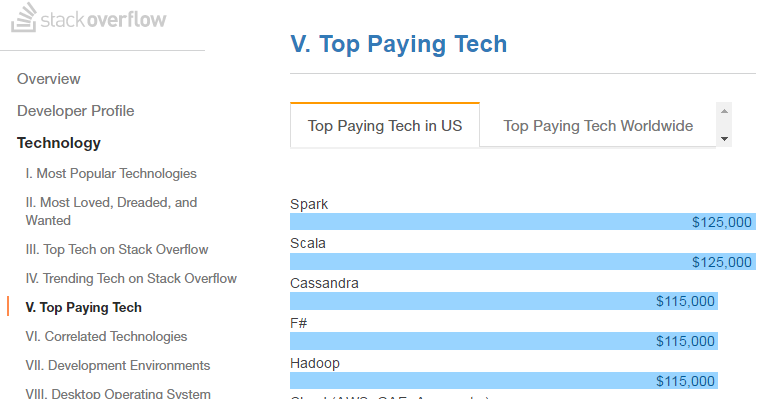 stackoverflow
Overview
Developer Profile
Technology
I. Most Popular Technologies
II. Most Loved, Dreaded, and
Wanted
III. Top Tech on Stack Overflow
IV. Trending Tech on Stack Overflow
V. Top Paying Tech
VI. Correlated Technologies
VII. Development Environments
VIII. Desktop Operating System
V. Top Paying Tech
Top Paying Tech in US
Top Paying Tech Worldwide
Spark
$125,000
Scala
$125,000
Cassandra
$115,000
F#
$115,000
Hadoop
$115,000